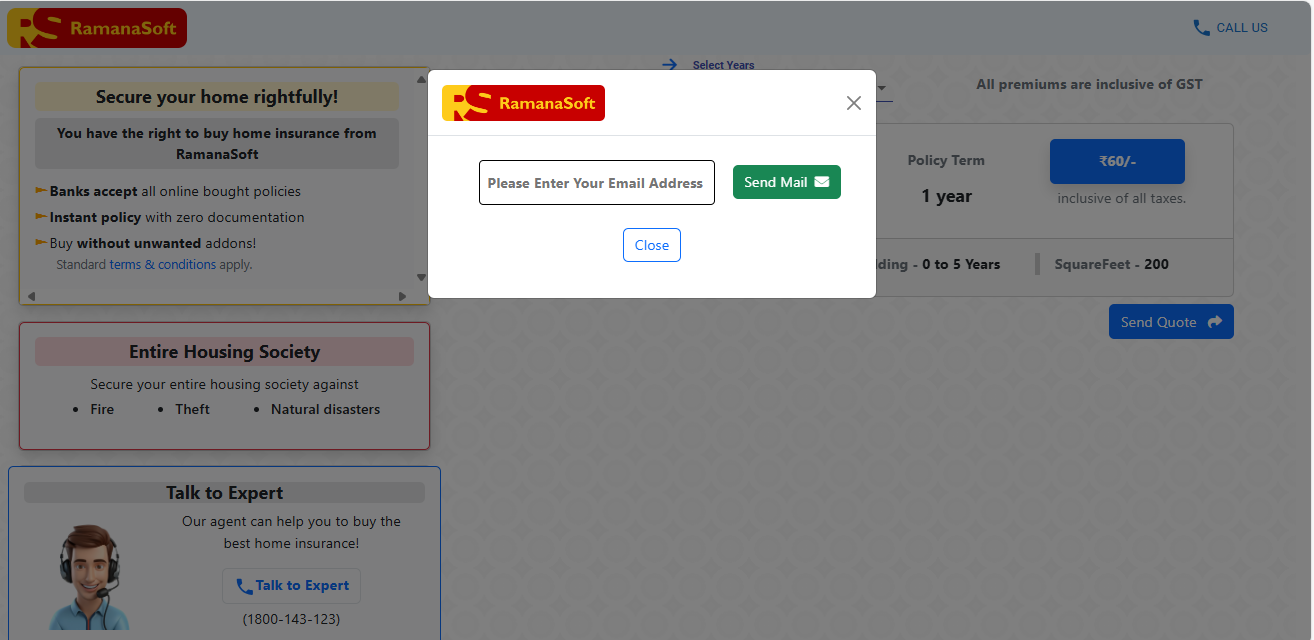 RS RamanaSoft
CALL US
Select Years
All premiums are inclusive of GST
Secure your home rightfully!
You have the right to buy home insurance from
RamanaSoft
Banks accept all online bought policies
Instant policy with zero documentation
Buy without unwanted addons!
Standard terms & conditions apply.
RS RamanaSoft
Please Enter Your Email Address
Send Mail
Close
Policy Term
1 year
₹60/-
inclusive of all taxes.
lding - 0 to 5 Years
SquareFeet - 200
Send Quote
Entire Housing Society
Secure your entire housing society against
• Fire • Theft • Natural disasters
Talk to Expert
Our agent can help you to buy the
best home insurance!
Talk to Expert
(1800-143-123)